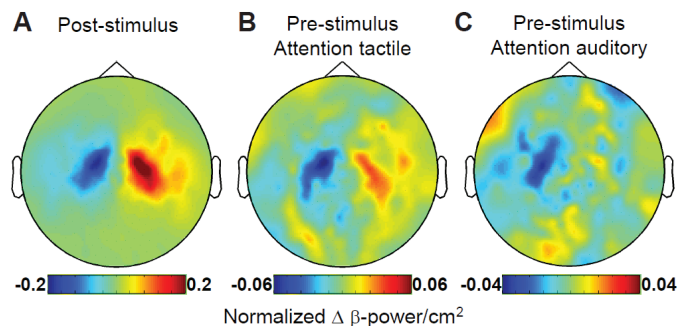 A Post-stimulus
B Pre-stimulus
Attention tactile
C Pre-stimulus
Attention auditory
-0.2 0.2
-0.06 0.06
-0.04 0.04
Normalized Δ β-power/cm²